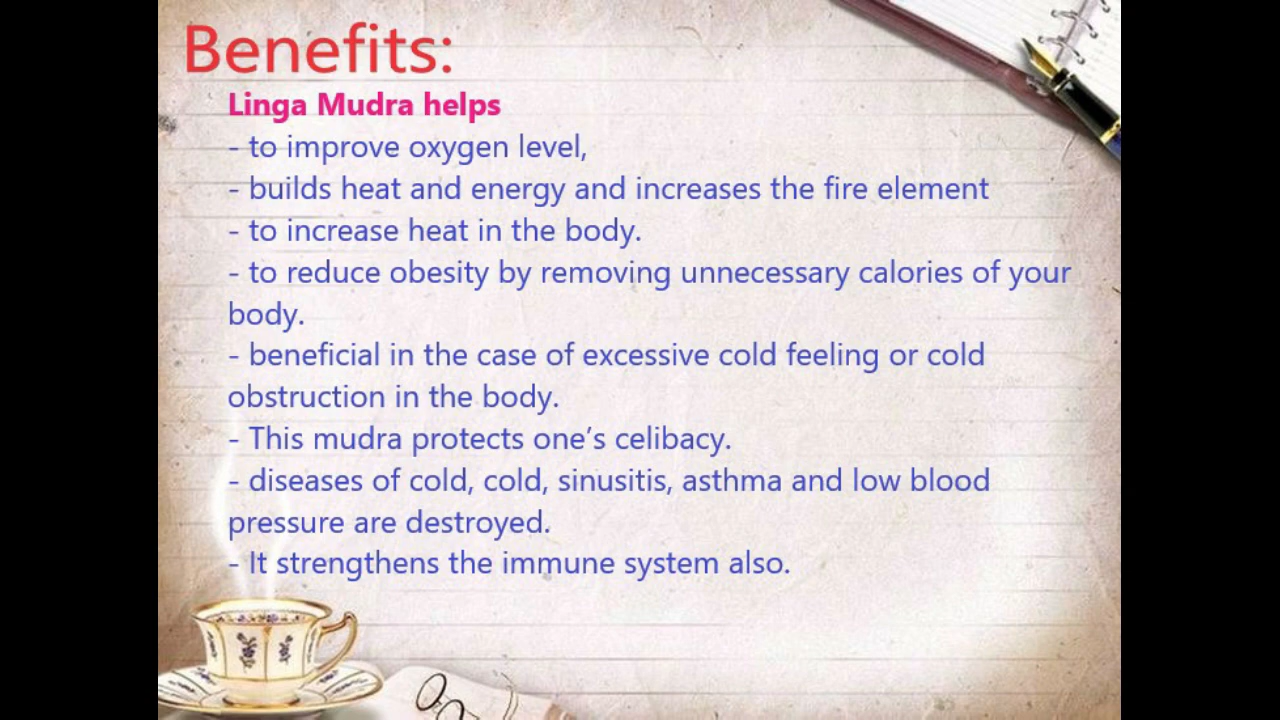 Benefits:
Linga Mudra helps
- to improve oxygen level,
- builds heat and energy and increases the fire element
- to increase heat in the body.
- to reduce obesity by removing unnecessary calories of your
body.
- beneficial in the case of excessive cold feeling or cold
obstruction in the body.
- This mudra protects one’s celibacy.
- diseases of cold, cold, sinusitis, asthma and low blood
pressure are destroyed.
- It strengthens the immune system also.